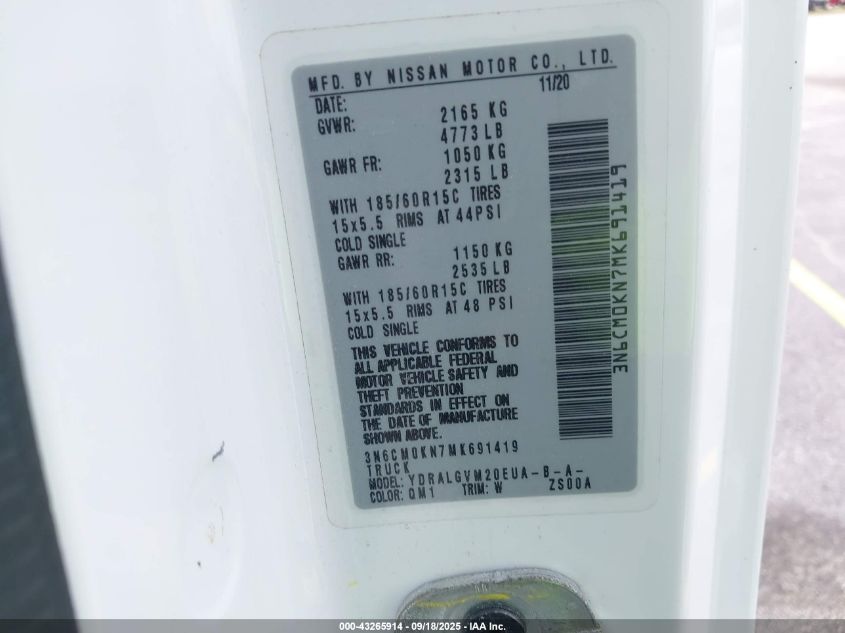 MFD. BY NISSAN MOTOR CO., LTD.
DATE: 11/20
GVWR: 2165 KG
4773 LB
GAWR FR: 1050 KG
2315 LB
WITH 185/60R15C TIRES
15x5.5 RIMS AT 44PSI
COLD SINGLE
GAWR RR: 1150 KG
2535 LB
WITH 185/60R15C TIRES
15x5.5 RIMS AT 48 PSI
COLD SINGLE
THIS VEHICLE CONFORMS TO
ALL APPLICABLE FEDERAL
MOTOR VEHICLE SAFETY AND
THEFT PREVENTION
STANDARDS IN EFFECT ON
THE DATE OF MANUFACTURE
SHOWN ABOVE.
3N6CM0KN7MK691419
TRUCK
MODEL: YDRALGVM20EUA-B-A-
COLOR: QM1 TRIM: W ZS00A
3N6CM0KN7MK691419
000-43265914 - 09/18/2025 - IAA Inc.